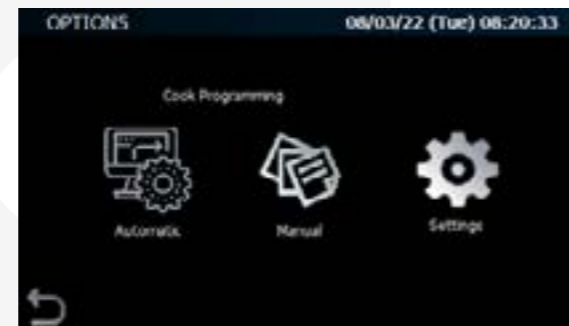 OPTIONS 08/03/22 (Tue) 08:20:33
Cook Programming
Automatic Manual Settings